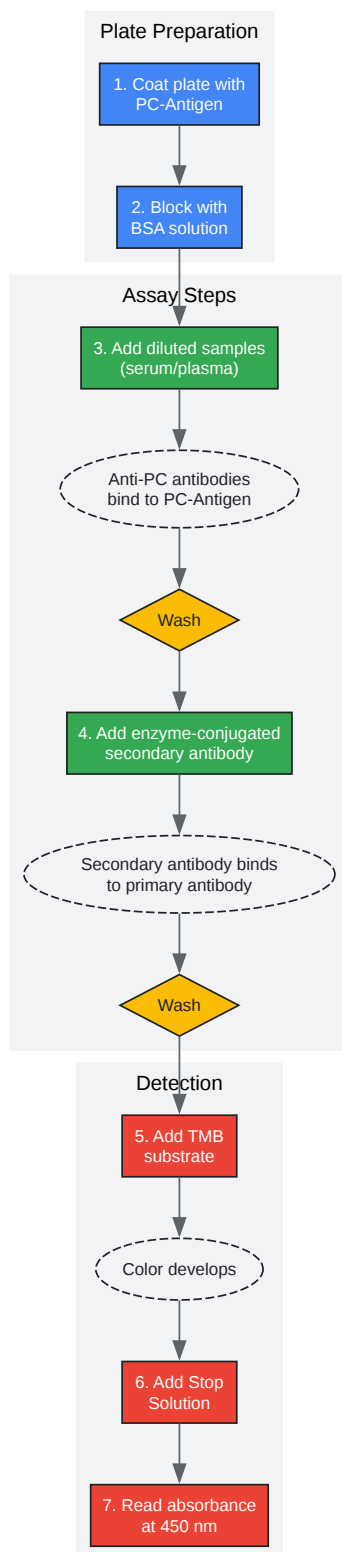 Plate Preparation
1. Coat plate with
PC-Antigen
2. Block with
BSA solution
Assay Steps
3. Add diluted samples
(serum/plasma)
Anti-PC antibodies
bind to PC-Antigen
Wash
4. Add enzyme-conjugated
secondary antibody
Secondary antibody binds
to primary antibody
Wash
Detection
5. Add TMB
substrate
Color develops
6. Add Stop
Solution
7. Read absorbance
at 450 nm